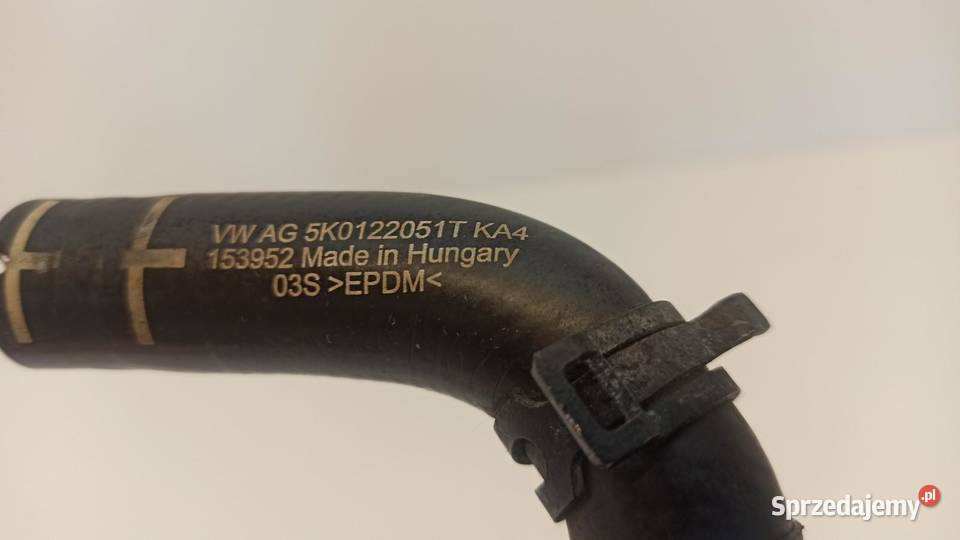 VW AG 5K0122051T KA4
153952 Made in Hungary
03S >EPDM<
Sprzedajemy.pl